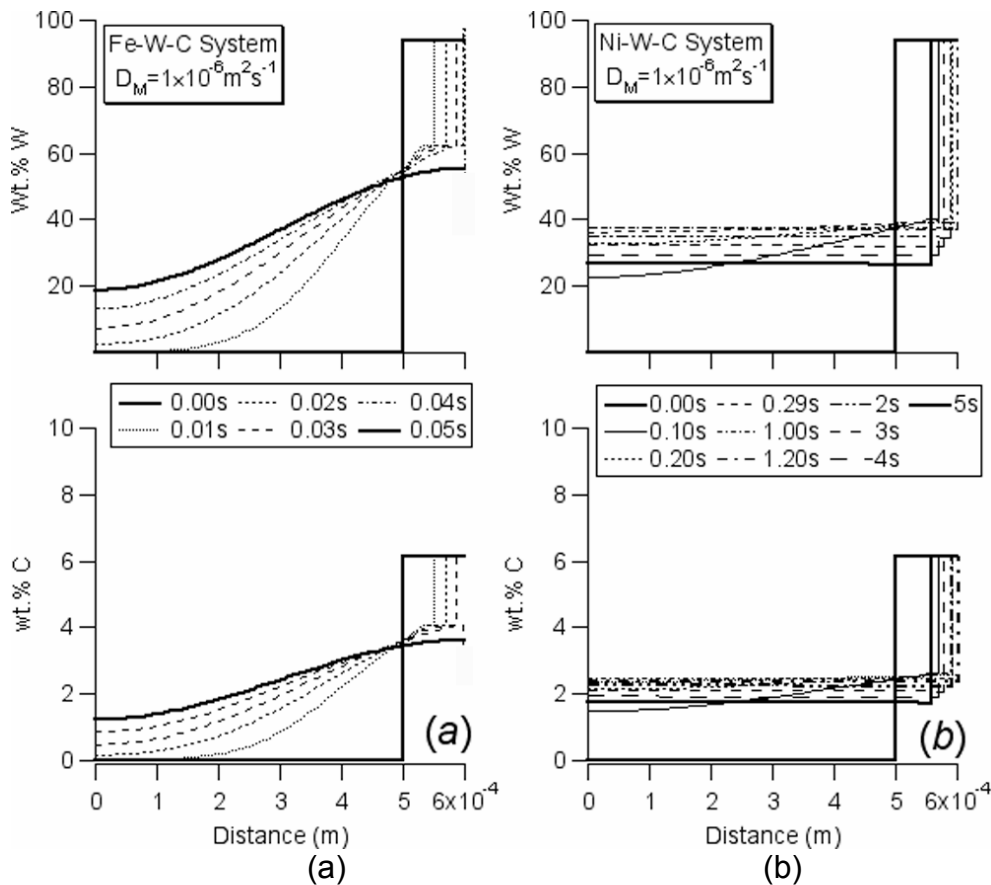 Fe-W-C System
D_M=1×10^-6 m^2s^-1
Wt.% W
100
80
60
40
20
0.00s 0.02s 0.04s
0.01s 0.03s 0.05s
wt.% C
10
8
6
4
2
0
(a)
0 1 2 3 4 5 6x10^-4
Distance (m)
(a)
Ni-W-C System
D_M=1×10^-6 m^2s^-1
Wt.% W
100
80
60
40
20
0.00s 0.29s 2s 5s
0.10s 1.00s 3s
0.20s 1.20s 4s
wt.% C
10
8
6
4
2
0
(b)
0 1 2 3 4 5 6x10^-4
Distance (m)
(b)